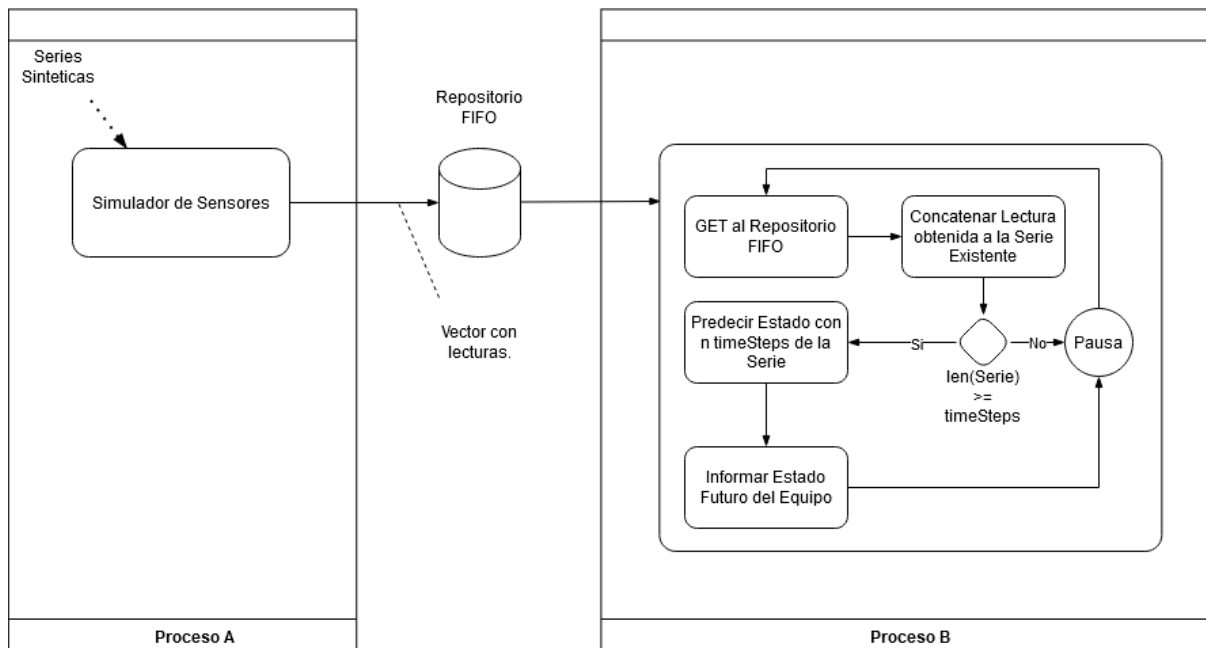 Series
Sinteticas
Simulador de Sensores
Repositorio
FIFO
Vector con
lecturas.
GET al Repositorio
FIFO
Concatenar Lectura
obtenida a la Serie
Existente
Predecir Estado con
n timeSteps de la
Serie
Si
No
Pausa
len(Serie)
>=
timeSteps
Informar Estado
Futuro del Equipo
Proceso A
Proceso B